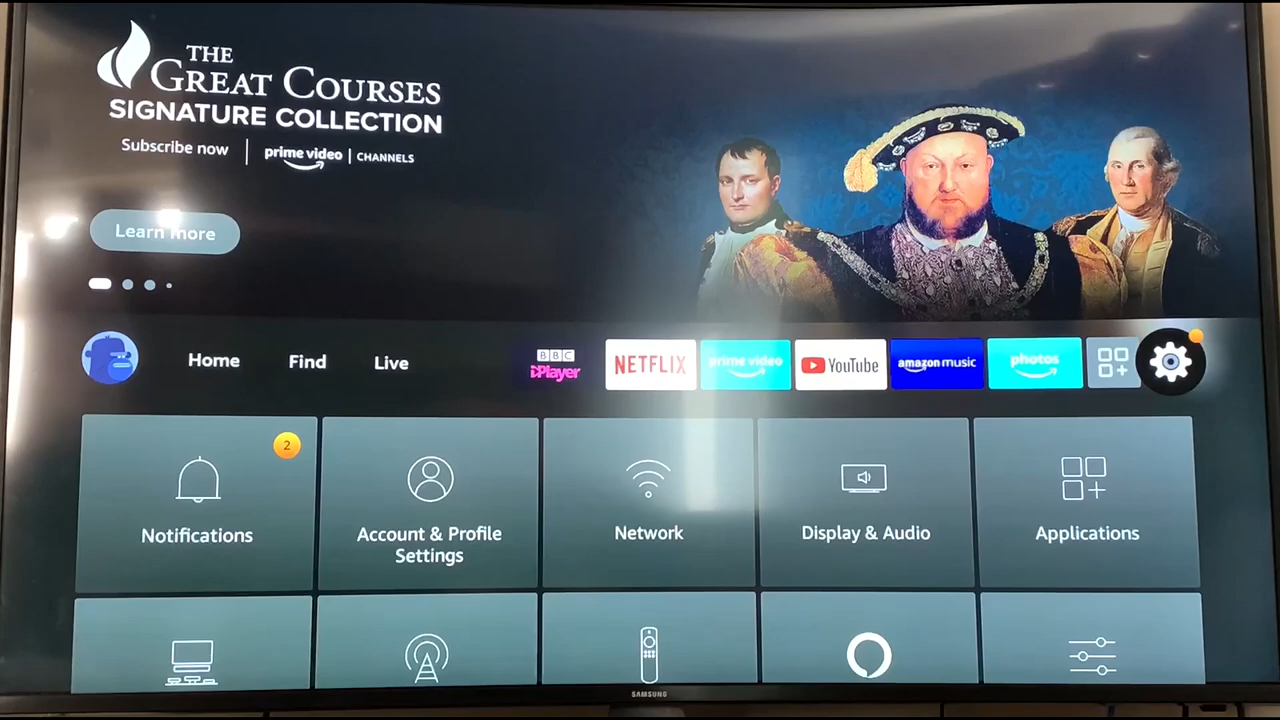 THE
GREAT COURSES
SIGNATURE COLLECTION
Subscribe now
prime video | CHANNELS
Learn more
Home
Find
Live
BBC
iPLAYER
NETFLIX
prime video
YouTube
amazon music
photos
2
Notifications
Account & Profile
Settings
Network
Display & Audio
Applications
SAMSUNG